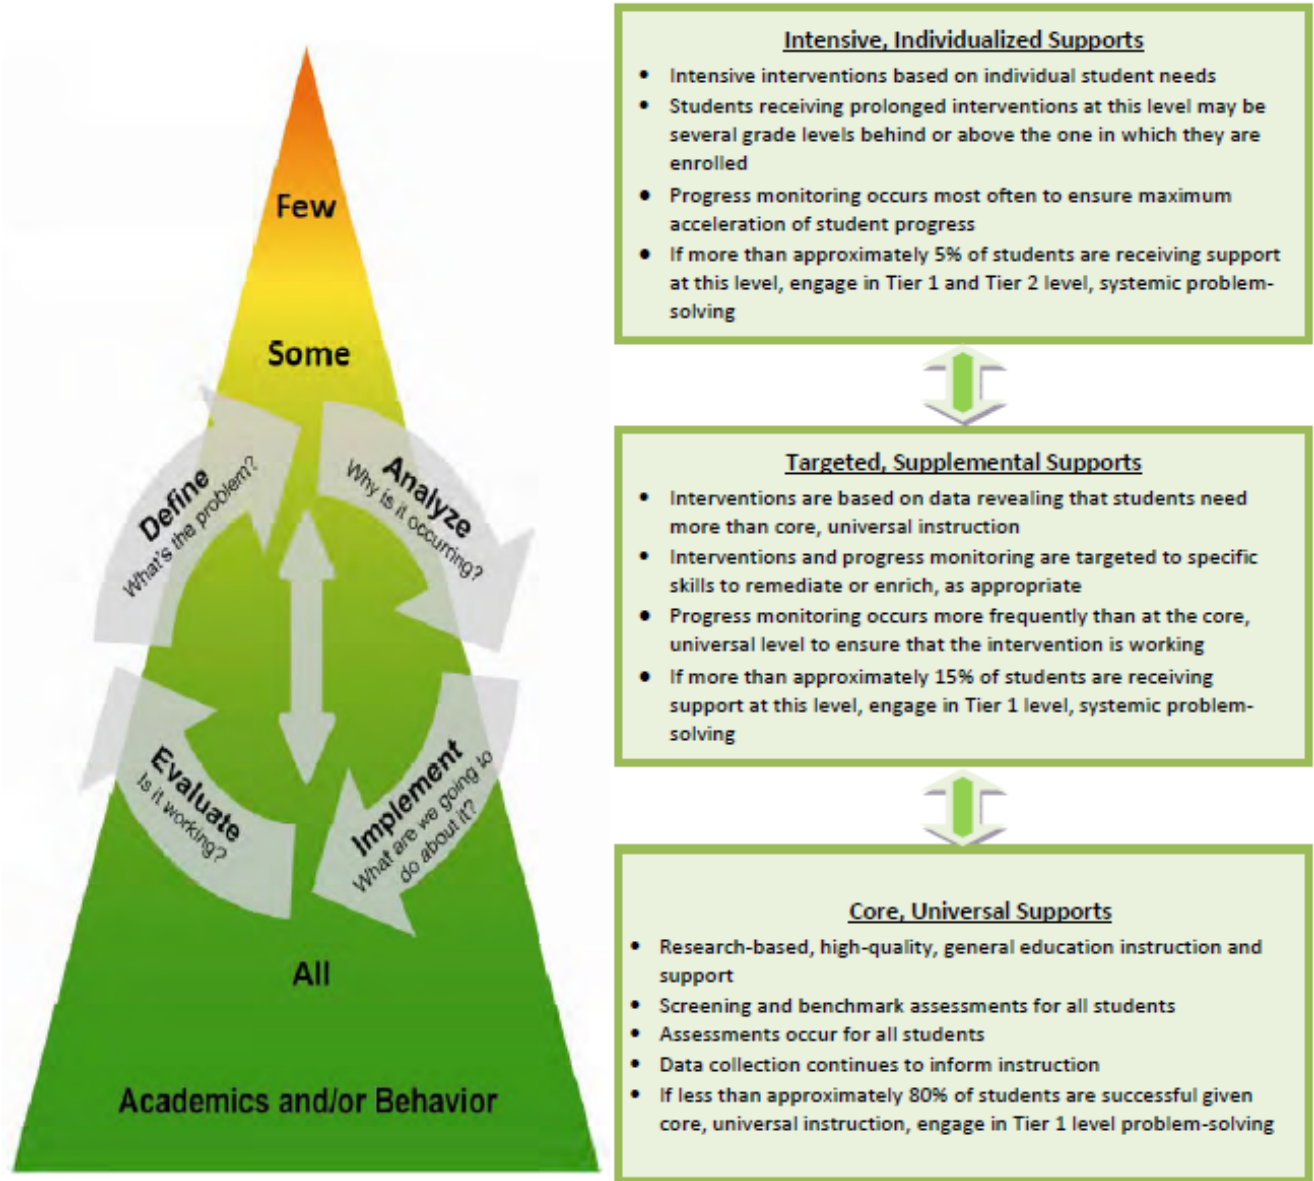 Few
Some
Define
What's the problem?
Analyze
Why is it occurring?
Implement
What are we going to
do about it?
Evaluate
Is it working?
All
Academics and/or Behavior
Intensive, Individualized Supports
• Intensive interventions based on individual student needs
• Students receiving prolonged interventions at this level may be
several grade levels behind or above the one in which they are
enrolled
• Progress monitoring occurs most often to ensure maximum
acceleration of student progress
• If more than approximately 5% of students are receiving support
at this level, engage in Tier 1 and Tier 2 level, systemic problem-
solving
Targeted, Supplemental Supports
• Interventions are based on data revealing that students need
more than core, universal instruction
• Interventions and progress monitoring are targeted to specific
skills to remediate or enrich, as appropriate
• Progress monitoring occurs more frequently than at the core,
universal level to ensure that the intervention is working
• If more than approximately 15% of students are receiving
support at this level, engage in Tier 1 level, systemic problem-
solving
Core, Universal Supports
• Research-based, high-quality, general education instruction and
support
• Screening and benchmark assessments for all students
• Assessments occur for all students
• Data collection continues to inform instruction
• If less than approximately 80% of students are successful given
core, universal instruction, engage in Tier 1 level problem-solving